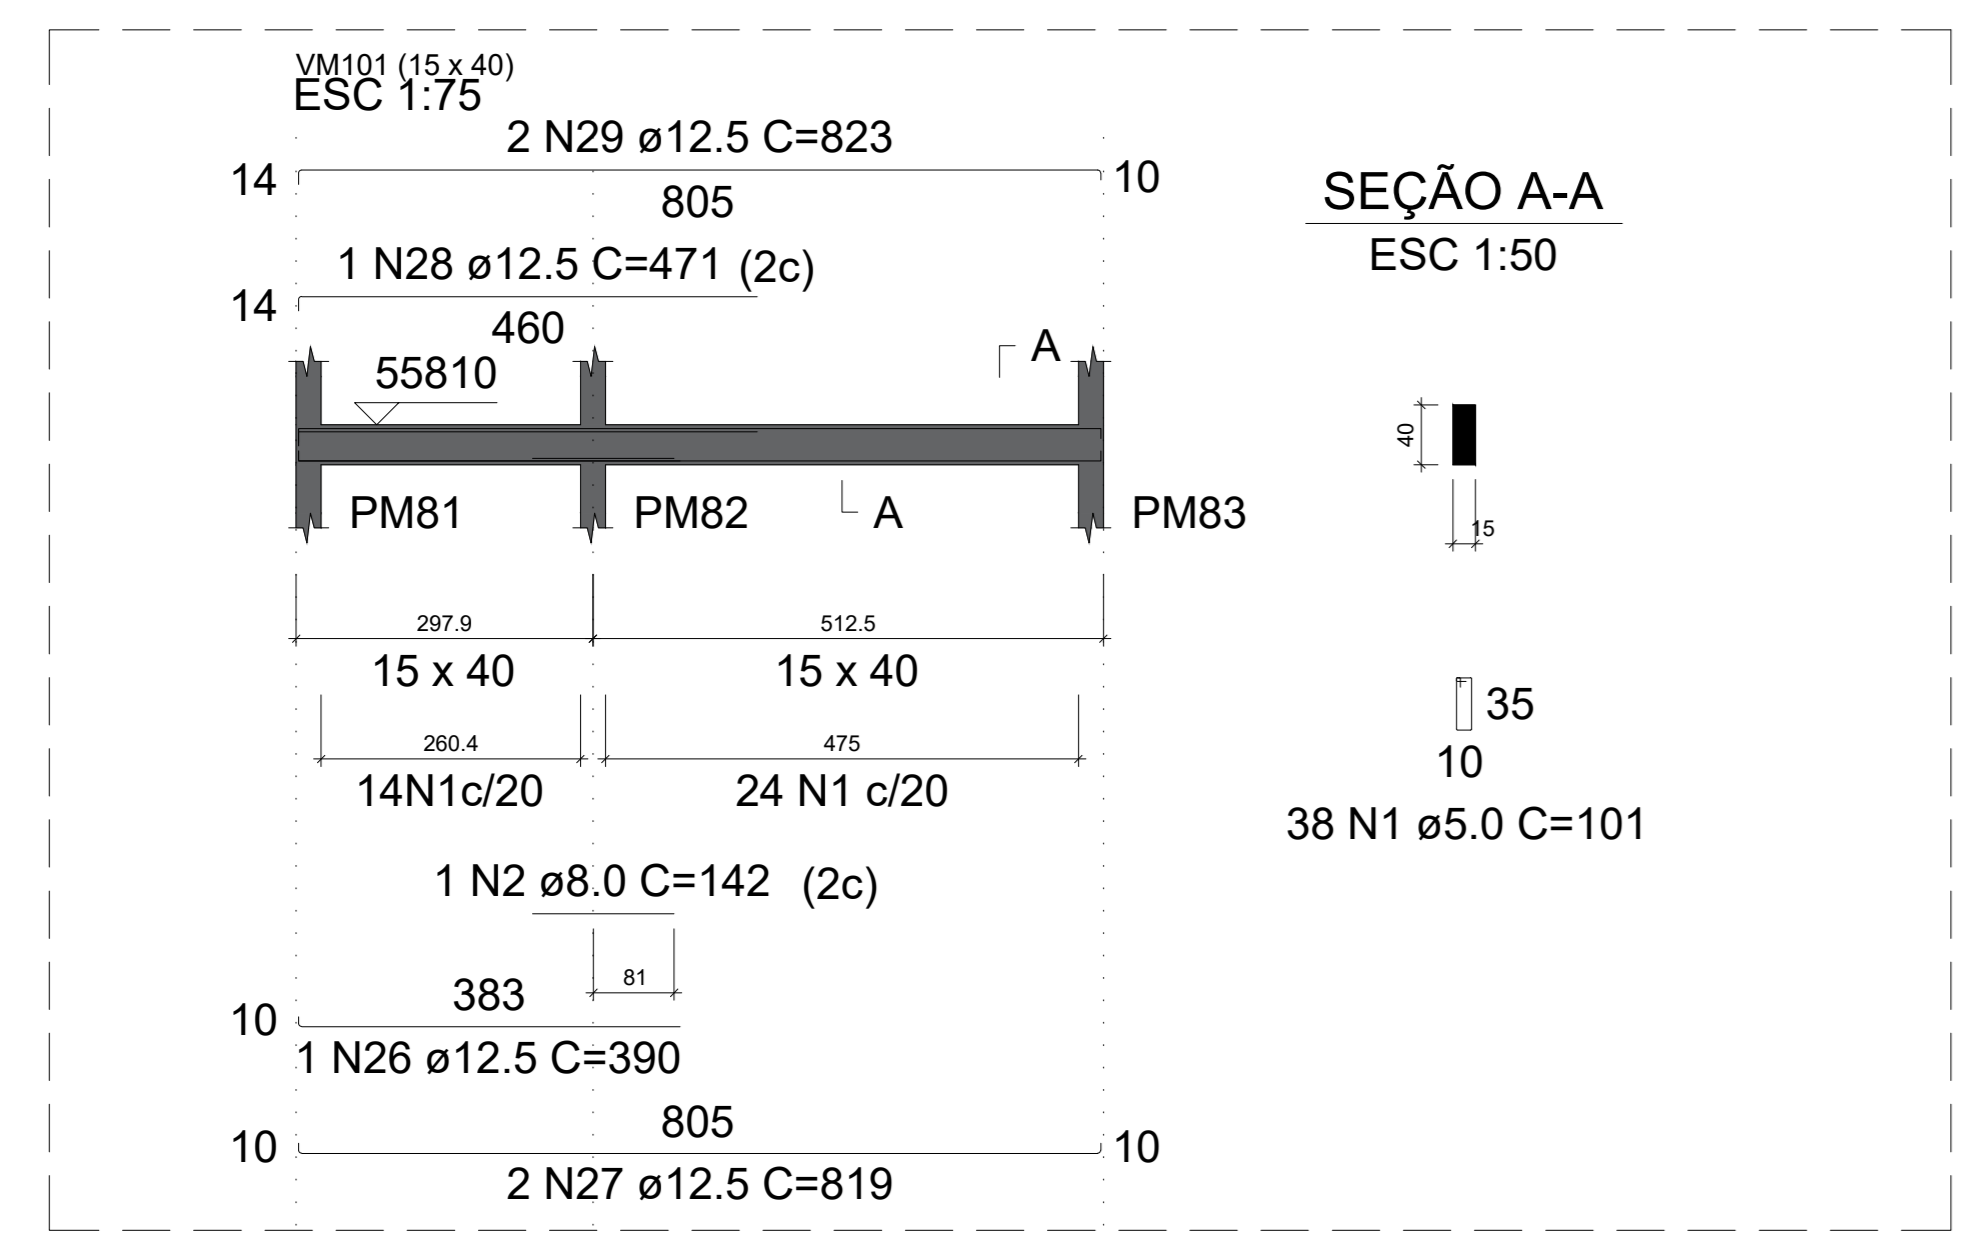 VM101 (15 x 40)
ESC 1:75
2 N29 ø12.5 C=823
14
10
805
1 N28 ø12.5 C=471 (2c)
14
460
55810
A
PM81
PM82
A
PM83
297.9
512.5
15 x 40
15 x 40
260.4
475
14N1c/20
24 N1 c/20
1 N2 ø8.0 C=142 (2c)
81
383
10
1 N26 ø12.5 C=390
805
10
10
2 N27 ø12.5 C=819
SEÇÃO A-A
ESC 1:50
40
15
35
10
38 N1 ø5.0 C=101